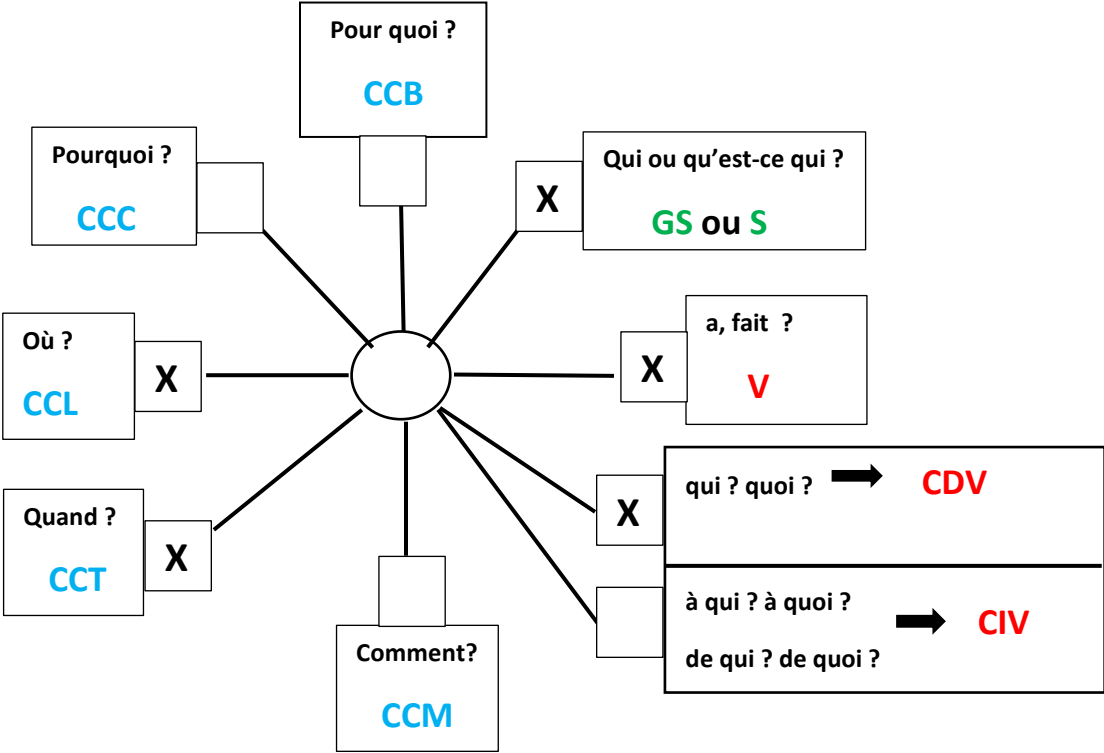 Pour quoi ?
CCB
Pourquoi ?
CCC
Qui ou qu’est-ce qui ?
X
GS ou S
Où ?
CCL
X
a, fait  ?
X
V
qui ? quoi ?
CDV
X
Quand ?
CCT
X
à qui ? à quoi ?
CIV
de qui ? de quoi ?
Comment?
CCM